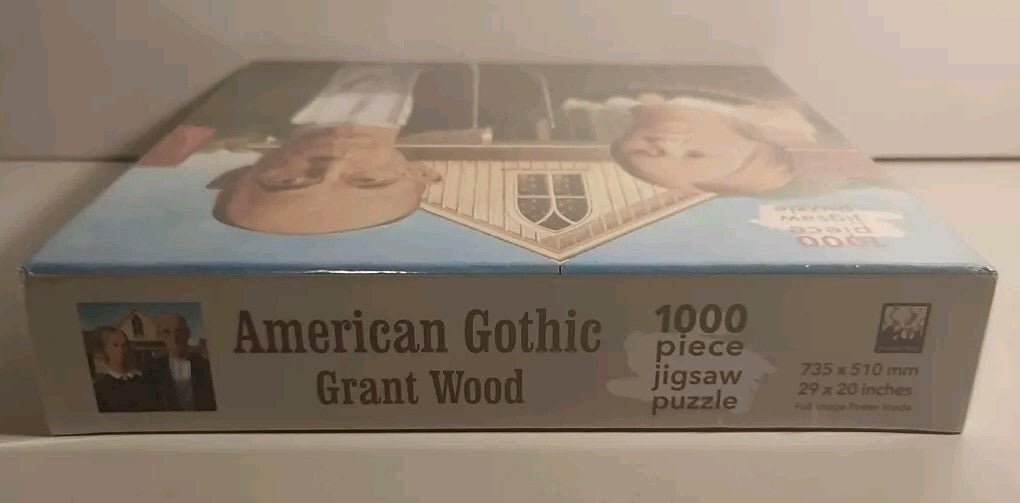 1000
piece
jigsaw
puzzle
American Gothic
Grant Wood
1000
piece
jigsaw
puzzle
735 x 510 mm
29 x 20 inches
Full Image Poster Inside